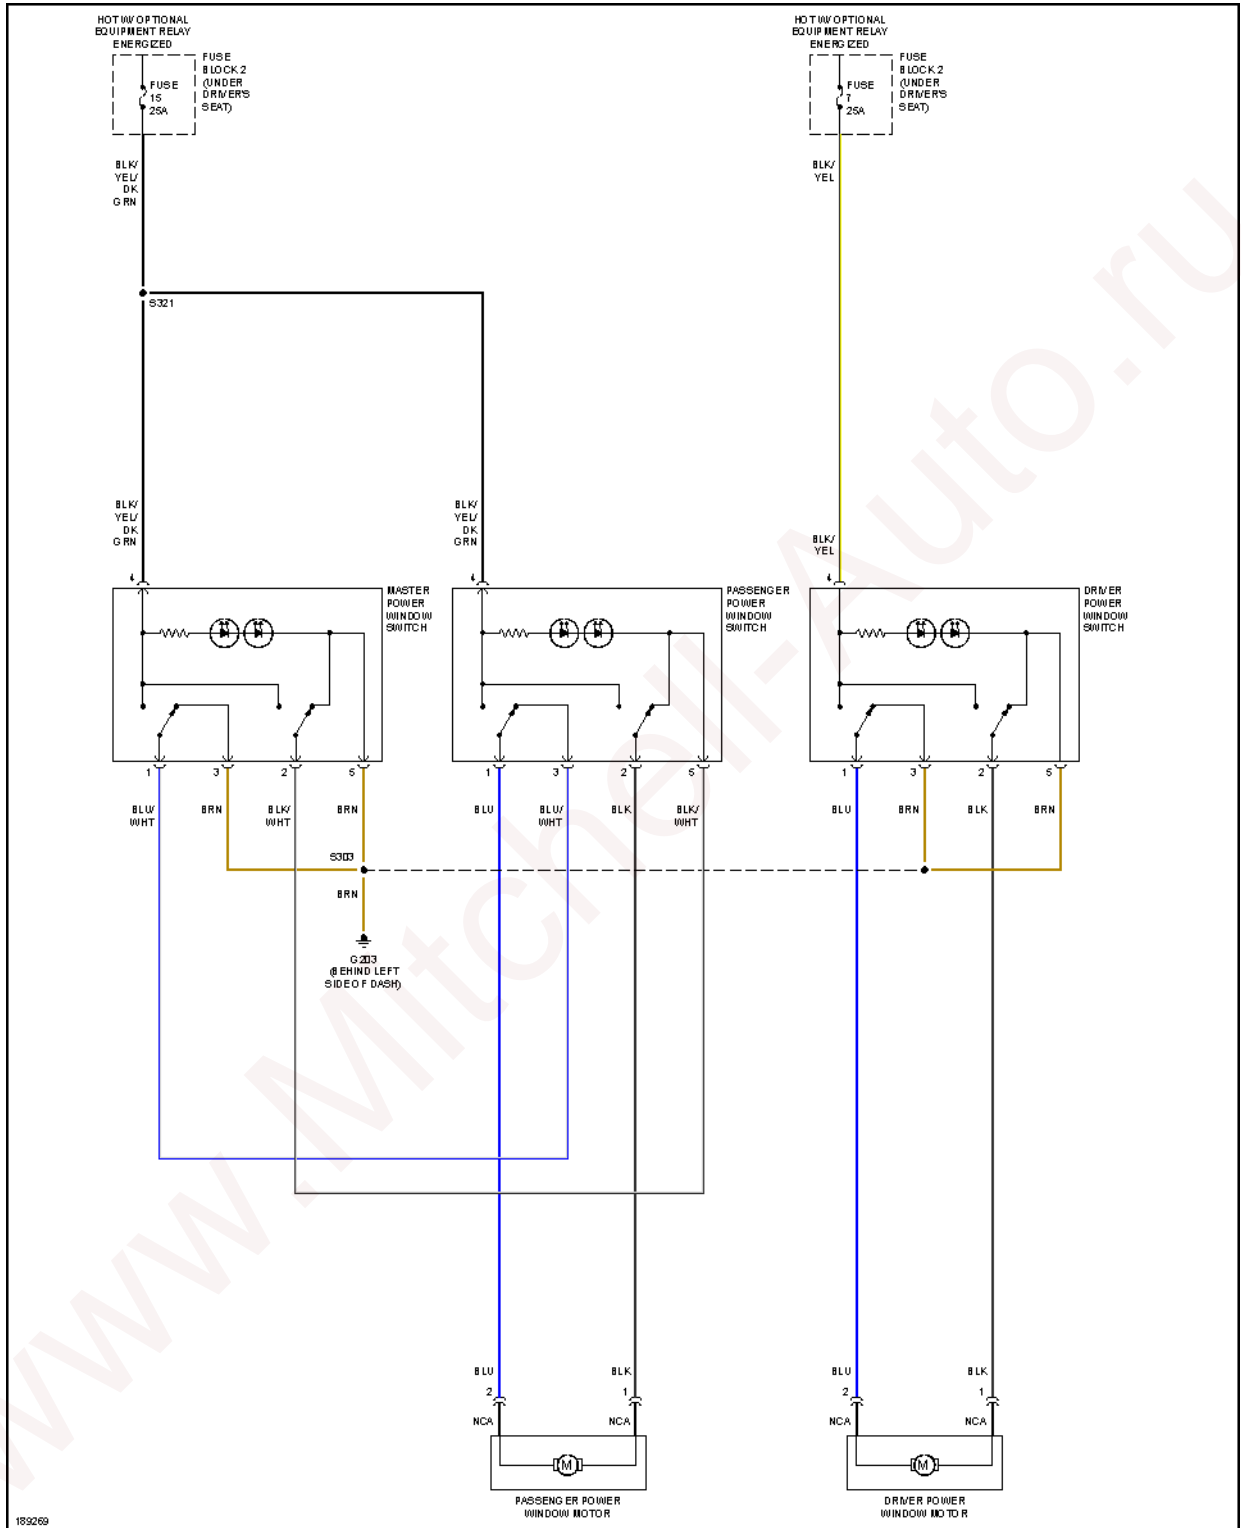 HOT W/ OPTIONAL
EQUIPMENT RELAY
ENERGIZED
FUSE
BLOCK 2
(UNDER
DRIVER'S
SEAT)
FUSE
15
25A
HOT W/ OPTIONAL
EQUIPMENT RELAY
ENERGIZED
FUSE
BLOCK 2
(UNDER
DRIVER'S
SEAT)
FUSE
7
25A
BLK/
YEL/
DK
GRN
BLK/
YEL
S321
BLK/
YEL/
DK
GRN
BLK/
YEL/
DK
GRN
BLK/
YEL
4
4
4
MASTER
POWER
WINDOW
SWITCH
PASSENGER
POWER
WINDOW
SWITCH
DRIVER
POWER
WINDOW
SWITCH
1 3 2 5
1 3 2 5
1 3 2 5
BLU/
WHT
BRN
BLK/
WHT
BRN
BLU
BLU/
WHT
BLK
BLK/
WHT
BLU
BRN
BLK
BRN
S303
BRN
G203
(BEHIND LEFT
SIDE OF DASH)
BLU
BLK
BLU
BLK
2
1
2
1
NCA
NCA
NCA
NCA
M
M
PASSENGER POWER
WINDOW MOTOR
DRIVER POWER
WINDOW MOTOR
189269
www.Mitchell-Auto.ru